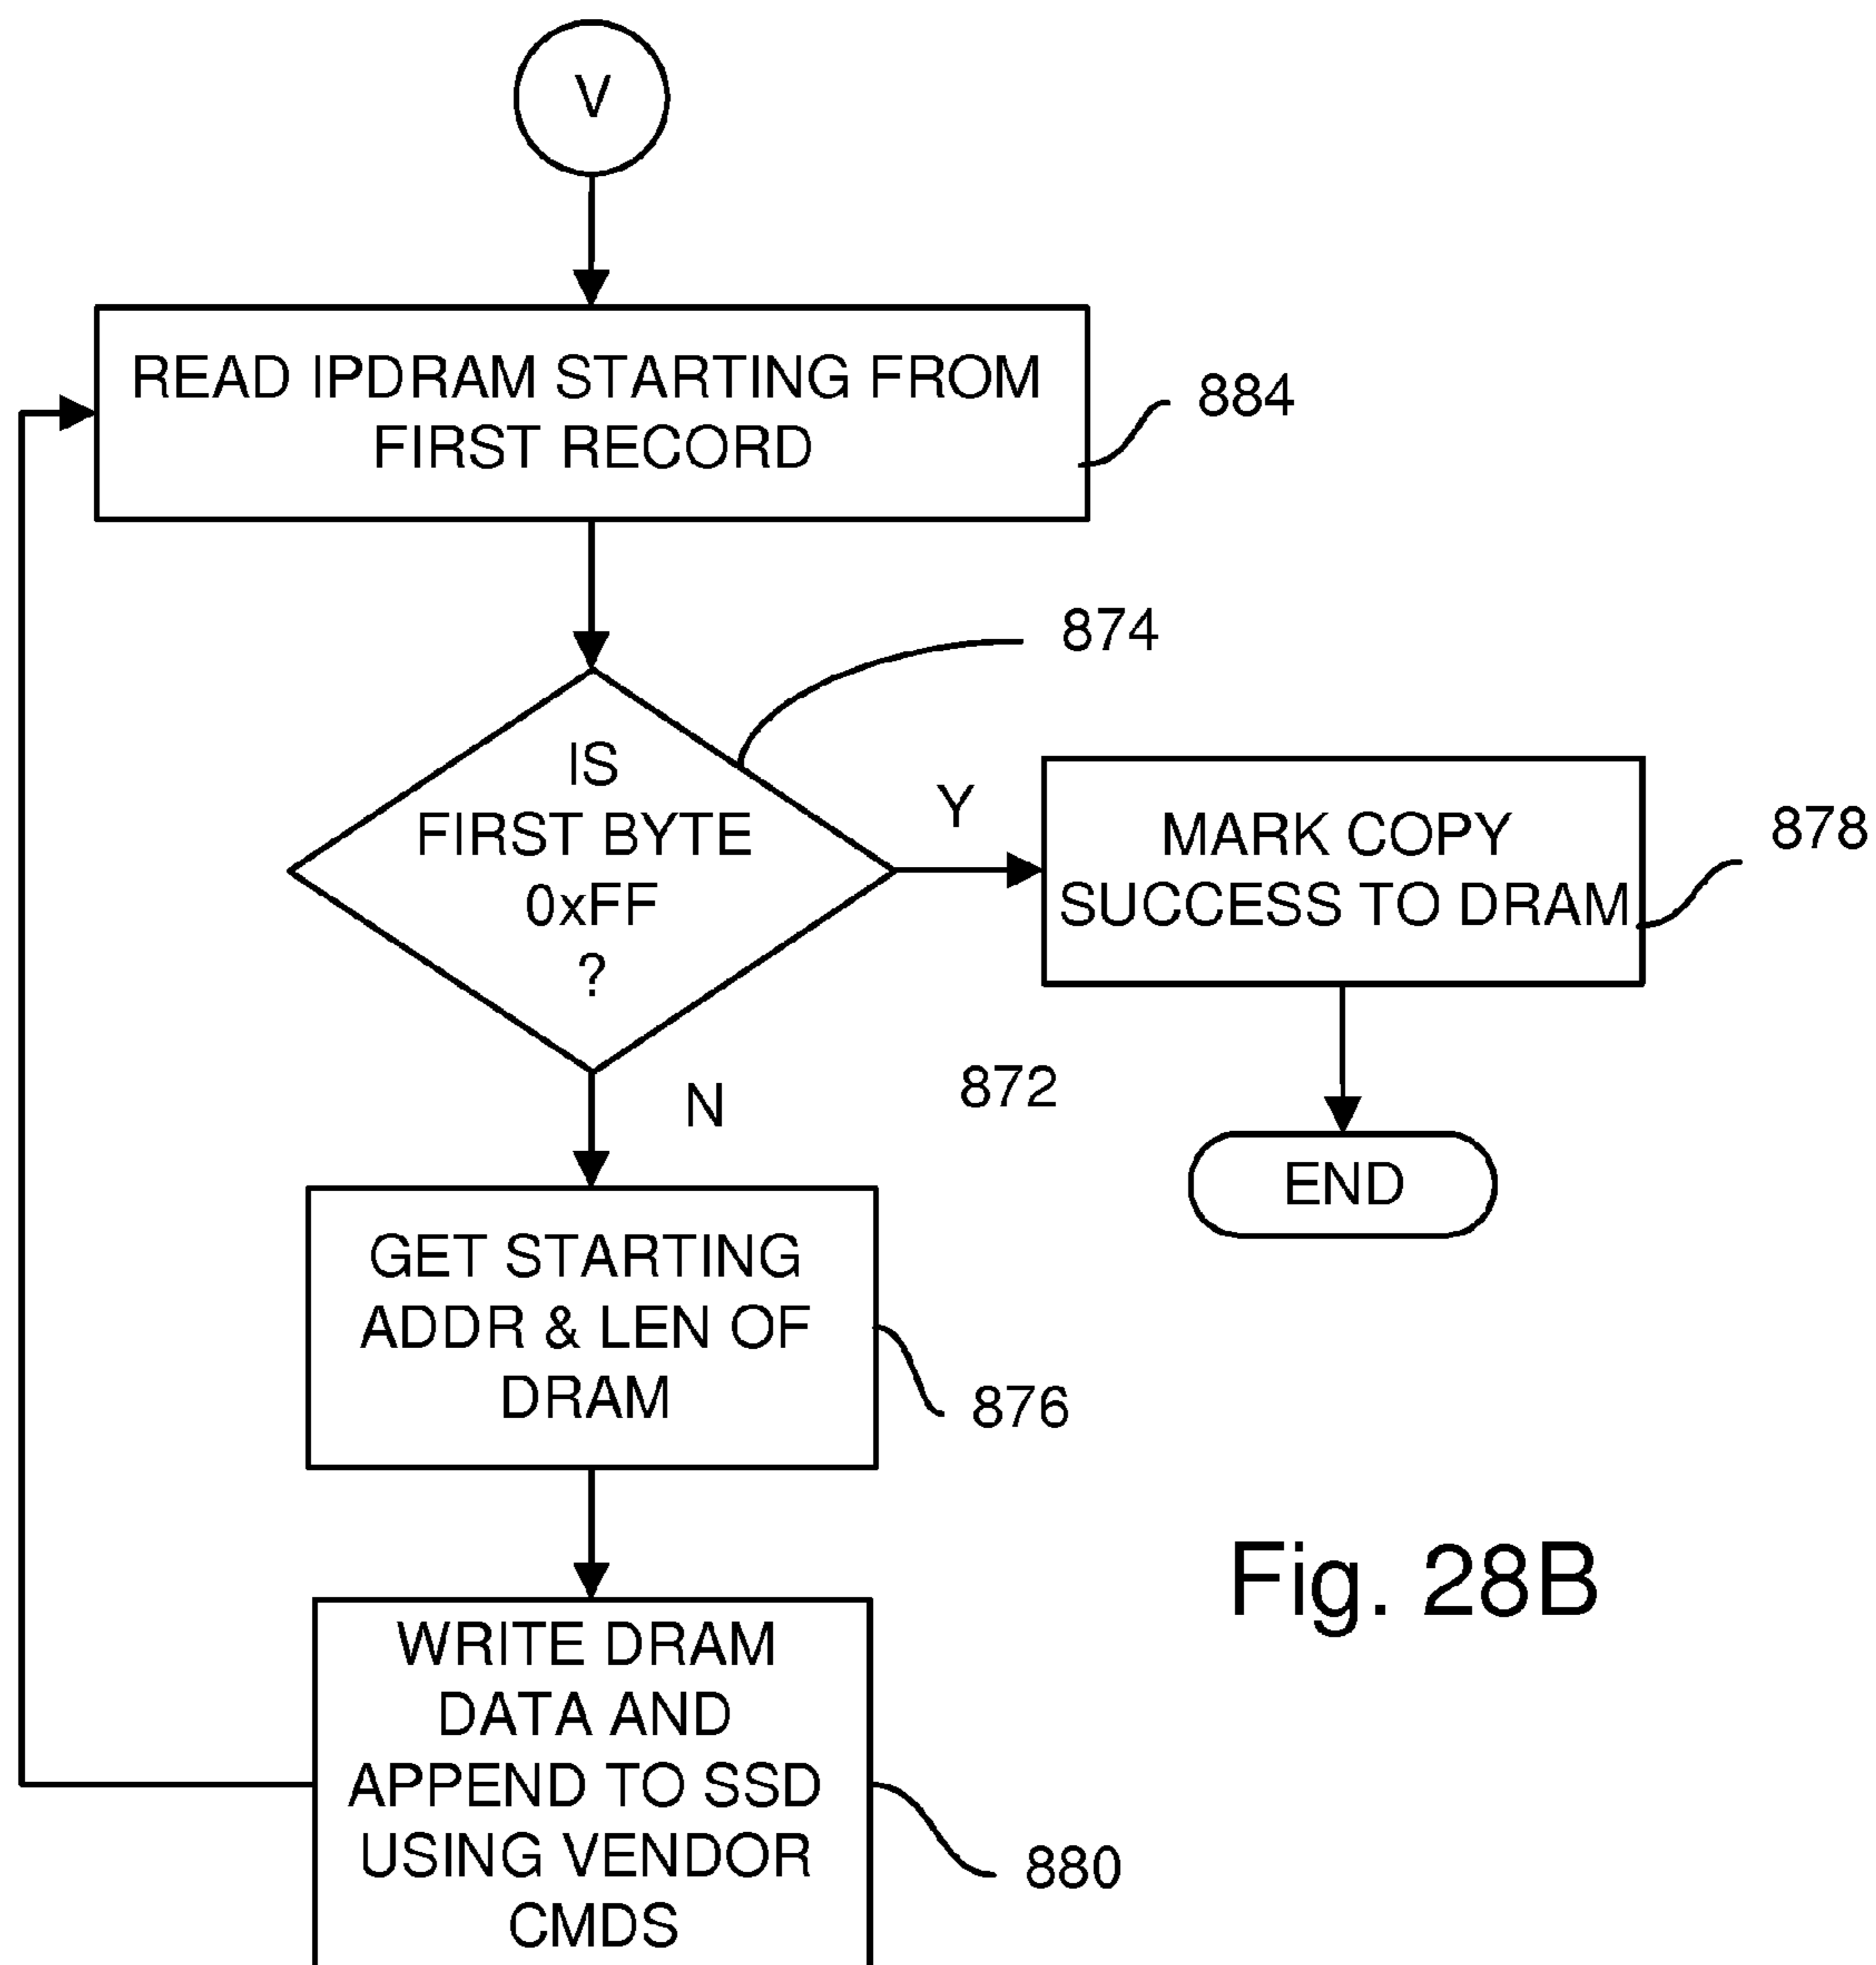 V
READ IPDRAM STARTING FROM
FIRST RECORD
884
874
IS
FIRST BYTE
0xFF
?
Y
MARK COPY
SUCCESS TO DRAM
878
N
872
END
GET STARTING
ADDR & LEN OF
DRAM
876
WRITE DRAM
DATA AND
APPEND TO SSD
USING VENDOR
CMDS
880
Fig. 28B